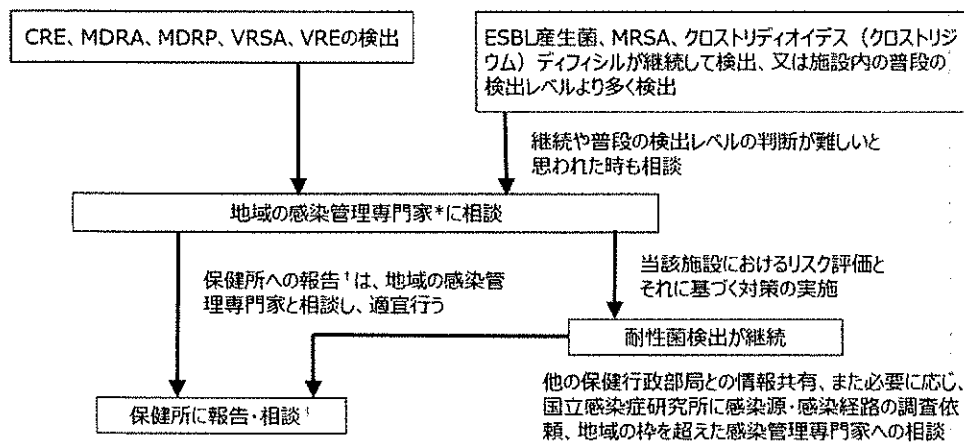 CRE、MDRA、MDRP、VRSA、VREの検出
ESBL産生菌、MRSA、クロストリディオイデス（クロストリジ
ウム）ディフィシルが継続して検出、又は施設内の普段の
検出レベルより多く検出
継続や普段の検出レベルの判断が難しいと
思われた時も相談
地域の感染管理専門家*に相談
保健所への報告†は、地域の感染管
理専門家と相談し、適宜行う
当該施設におけるリスク評価と
それに基づく対策の実施
耐性菌検出が継続
保健所に報告・相談†
他の保健行政部局との情報共有、また必要に応じ、
国立感染症研究所に感染源・感染経路の調査依
頼、地域の枠を超えた感染管理専門家への相談